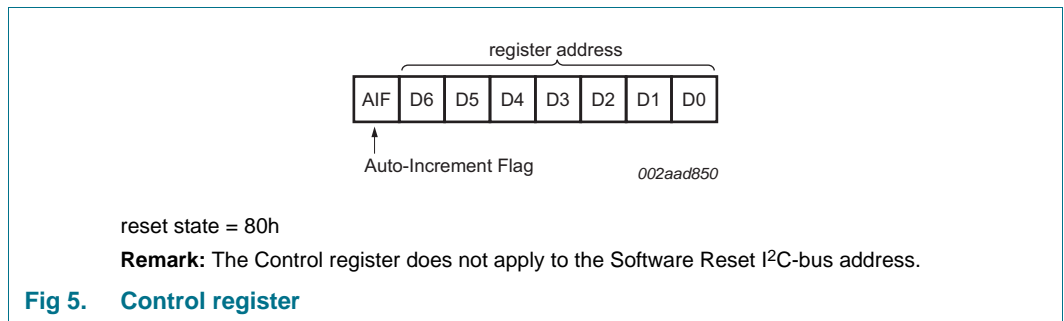 register address
AIF D6 D5 D4 D3 D2 D1 D0
Auto-Increment Flag
002aad850
reset state = 80h
Remark: The Control register does not apply to the Software Reset I²C-bus address.
Fig 5. Control register